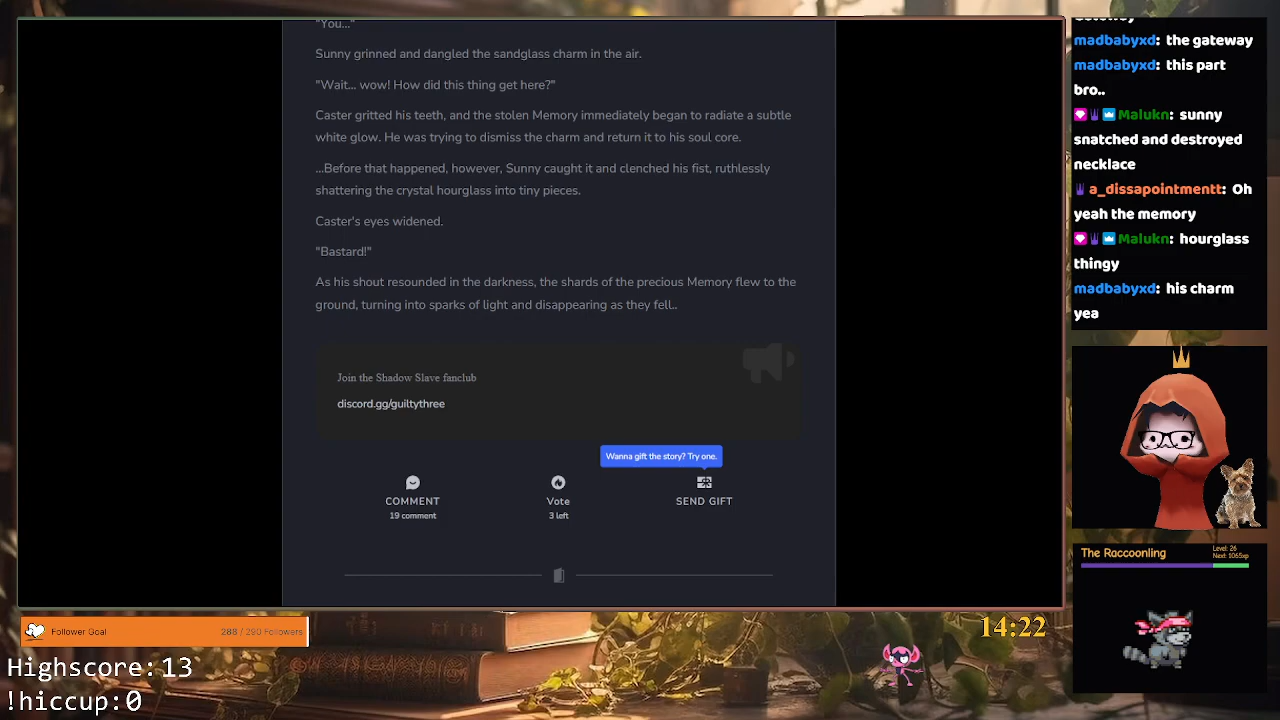 "You..."
Sunny grinned and dangled the sandglass charm in the air.
"Wait... wow! How did this thing get here?"
Caster gritted his teeth, and the stolen Memory immediately began to radiate a subtle
white glow. He was trying to dismiss the charm and return it to his soul core.
...Before that happened, however, Sunny caught it and clenched his fist, ruthlessly
shattering the crystal hourglass into tiny pieces.
Caster's eyes widened.
"Bastard!"
As his shout resounded in the darkness, the shards of the precious Memory flew to the
ground, turning into sparks of light and disappearing as they fell..
Join the Shadow Slave fanclub
discord.gg/guiltythree
Wanna gift the story? Try one.
COMMENT
19 comment
Vote
3 left
SEND GIFT
madbabyxd: the gateway
madbabyxd: this part
bro..
Malukn: sunny
snatched and destroyed
necklace
a_dissapointmentt: Oh
yeah the memory
Malukn: hourglass
thingy
madbabyxd: his charm
yea
The Raccoonling
Level: 26
Next: 1065xp
Follower Goal
288 / 290 Followers
14:22
Highscore:13
!hiccup:0